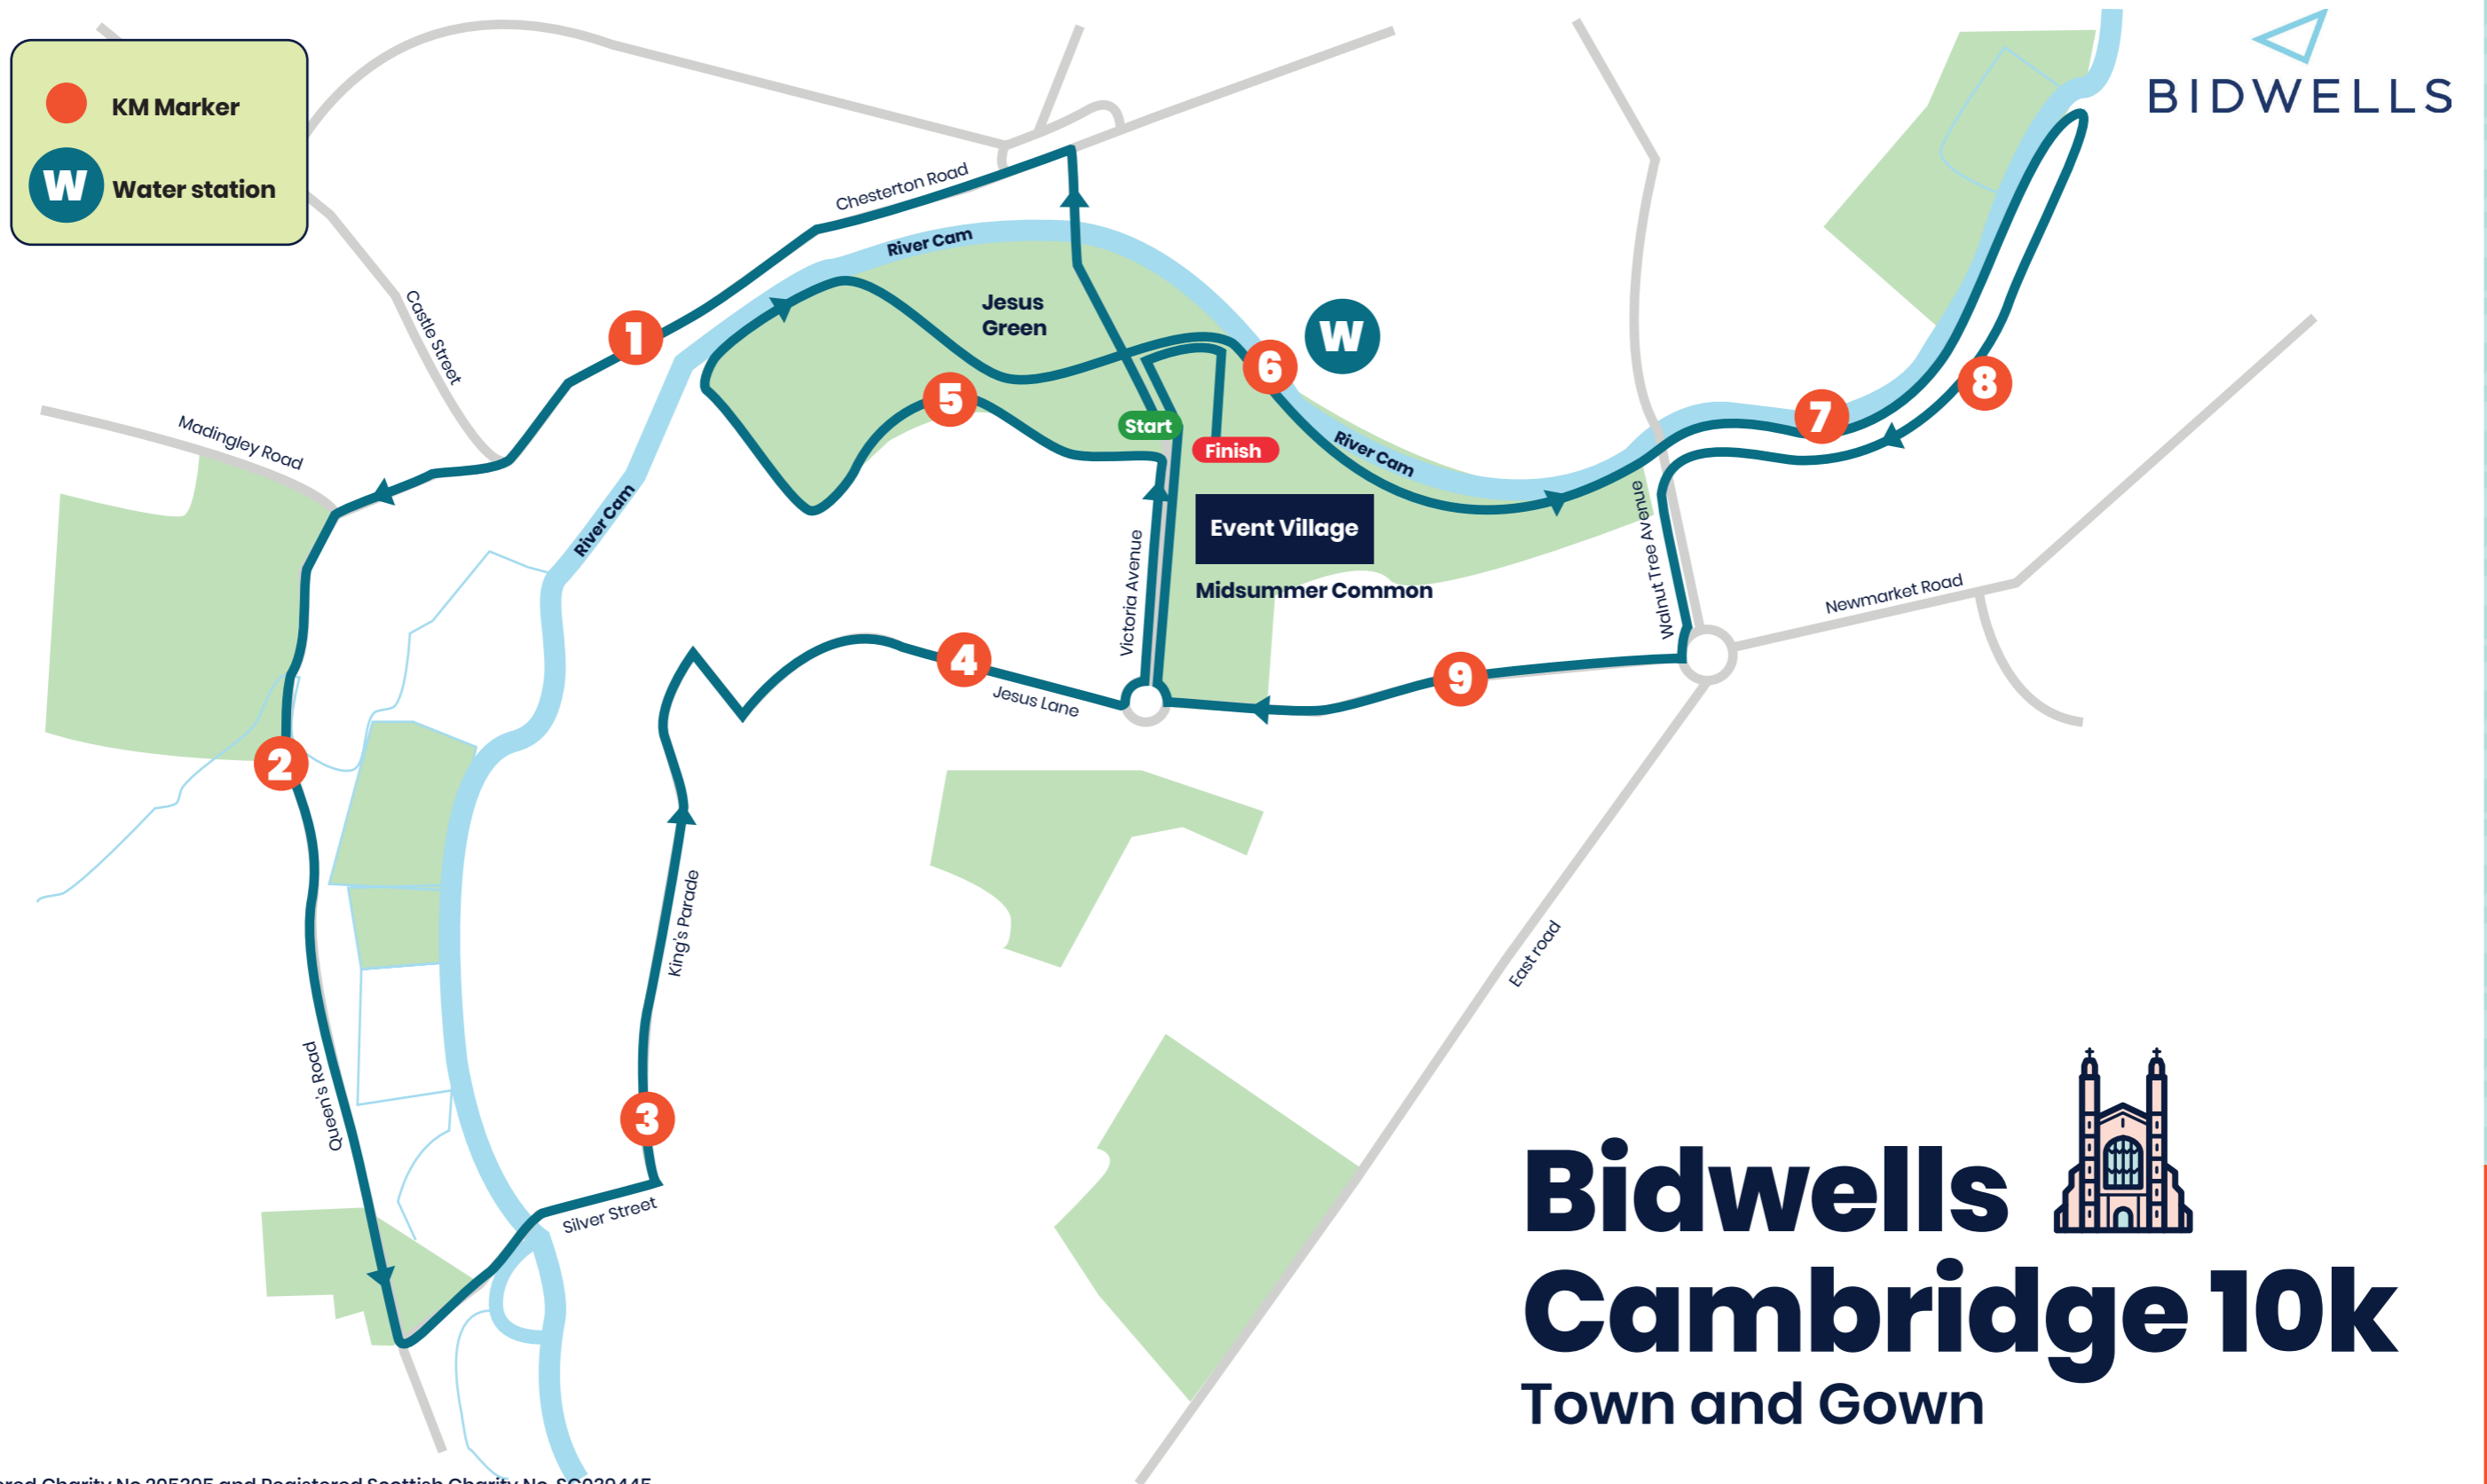 KM Marker
W
Water station
BIDWELLS
Chesterton Road
River Cam
Jesus
Green
Castle Street
1
W
6
5
Start
Finish
8
7
Madingley Road
River Cam
River Cam
Event Village
Midsummer Common
Victoria Avenue
Walnut Tree Avenue
Newmarket Road
4
Jesus Lane
9
2
King's Parade
East road
Queen's Road
3
Silver Street
Bidwells
Cambridge 10k
Town and Gown